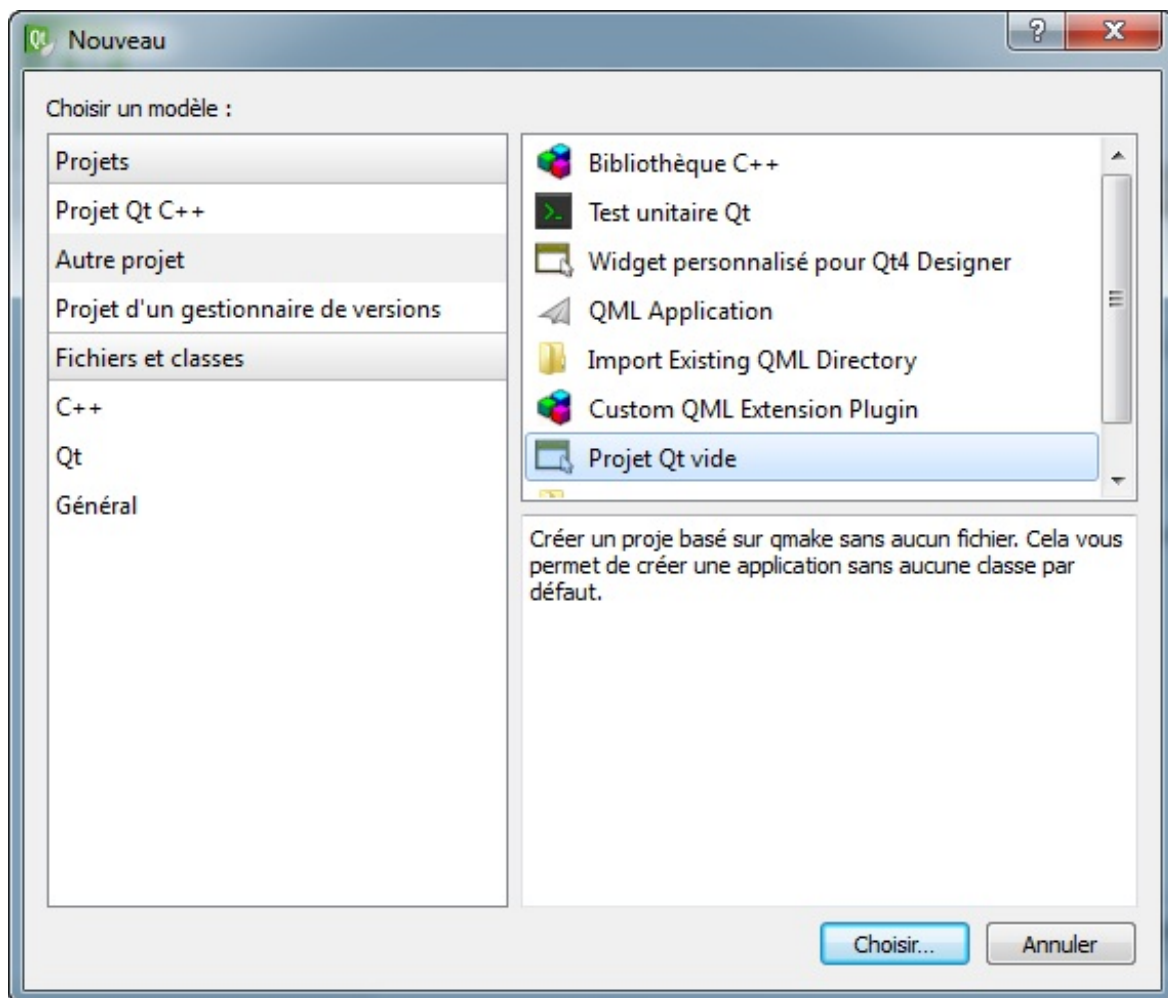 Nouveau
Choisir un modèle :
Projets
Projet Qt C++
Autre projet
Projet d'un gestionnaire de versions
Fichiers et classes
C++
Qt
Général
Bibliothèque C++
Test unitaire Qt
Widget personnalisé pour Qt4 Designer
QML Application
Import Existing QML Directory
Custom QML Extension Plugin
Projet Qt vide
Créer un proje basé sur qmake sans aucun fichier. Cela vous
permet de créer une application sans aucune classe par
défaut.
Choisir...
Annuler